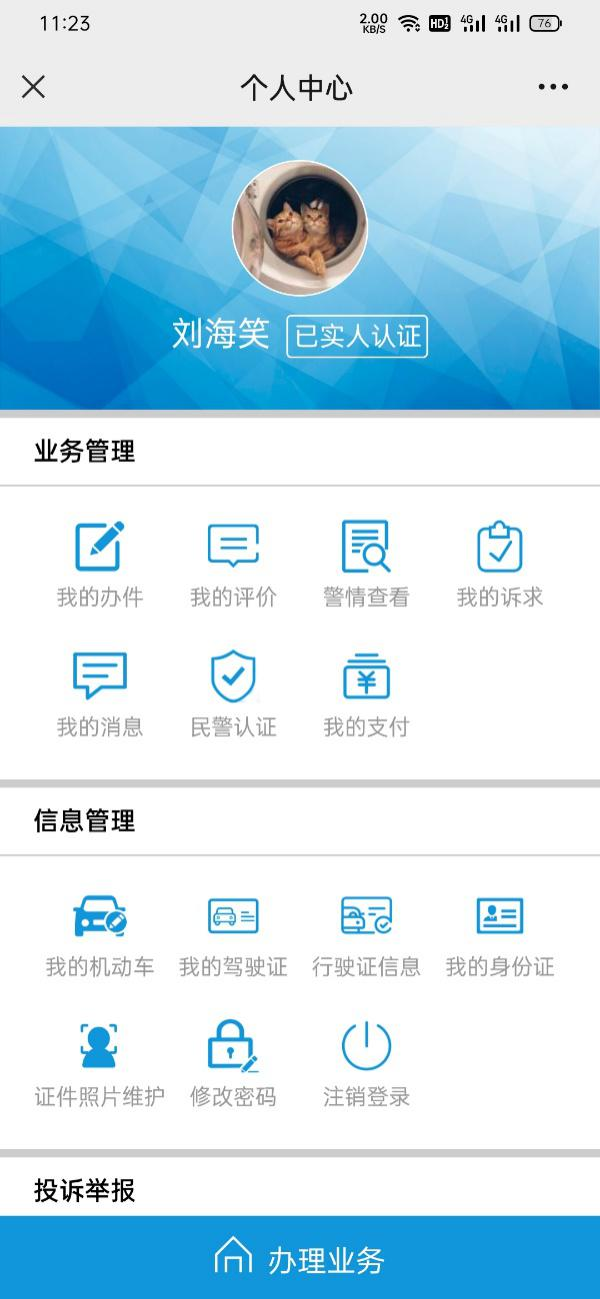 11:23
2.00 KB/S HD 4G 4G 76
个人中心
刘海笑 已实人认证
业务管理
我的办件 我的评价 警情查看 我的诉求
我的消息 民警认证 我的支付
信息管理
我的机动车 我的驾驶证 行驶证信息 我的身份证
证件照片维护 修改密码 注销登录
投诉举报
办理业务